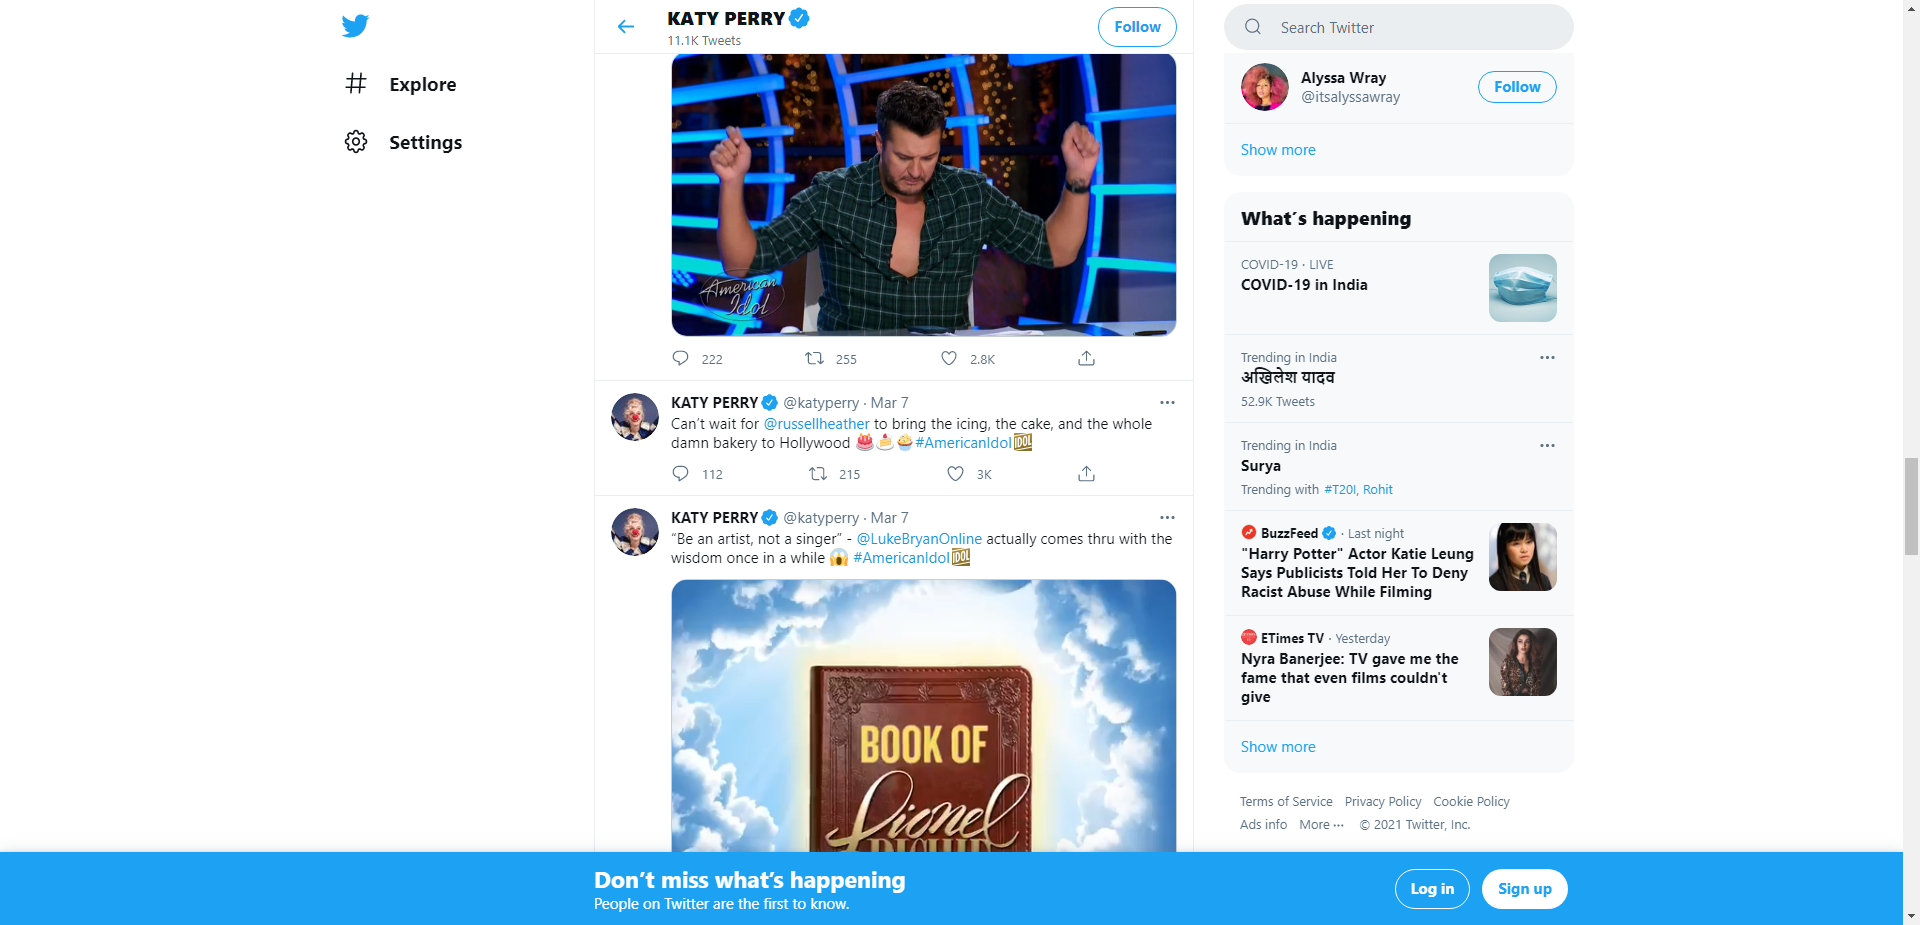 Explore
Settings
KATY PERRY
11.1K Tweets
Follow
American
Idol
222
255
2.8K
KATY PERRY @katyperry · Mar 7
Can't wait for @russellheather to bring the icing, the cake, and the whole
damn bakery to Hollywood #AmericanIdol IDOL
112
215
3K
KATY PERRY @katyperry · Mar 7
"Be an artist, not a singer" - @LukeBryanOnline actually comes thru with the
wisdom once in a while #AmericanIdol IDOL
BOOK OF
Lionel
RICHIE
Search Twitter
Alyssa Wray
@itsalyssawray
Follow
Show more
What's happening
COVID-19 · LIVE
COVID-19 in India
Trending in India
अखिलेश यादव
52.9K Tweets
Trending in India
Surya
Trending with #T20I, Rohit
BuzzFeed · Last night
"Harry Potter" Actor Katie Leung
Says Publicists Told Her To Deny
Racist Abuse While Filming
ETimes TV · Yesterday
Nyra Banerjee: TV gave me the
fame that even films couldn't
give
Show more
Terms of Service Privacy Policy Cookie Policy
Ads info More ··· © 2021 Twitter, Inc.
Don't miss what's happening
People on Twitter are the first to know.
Log in
Sign up